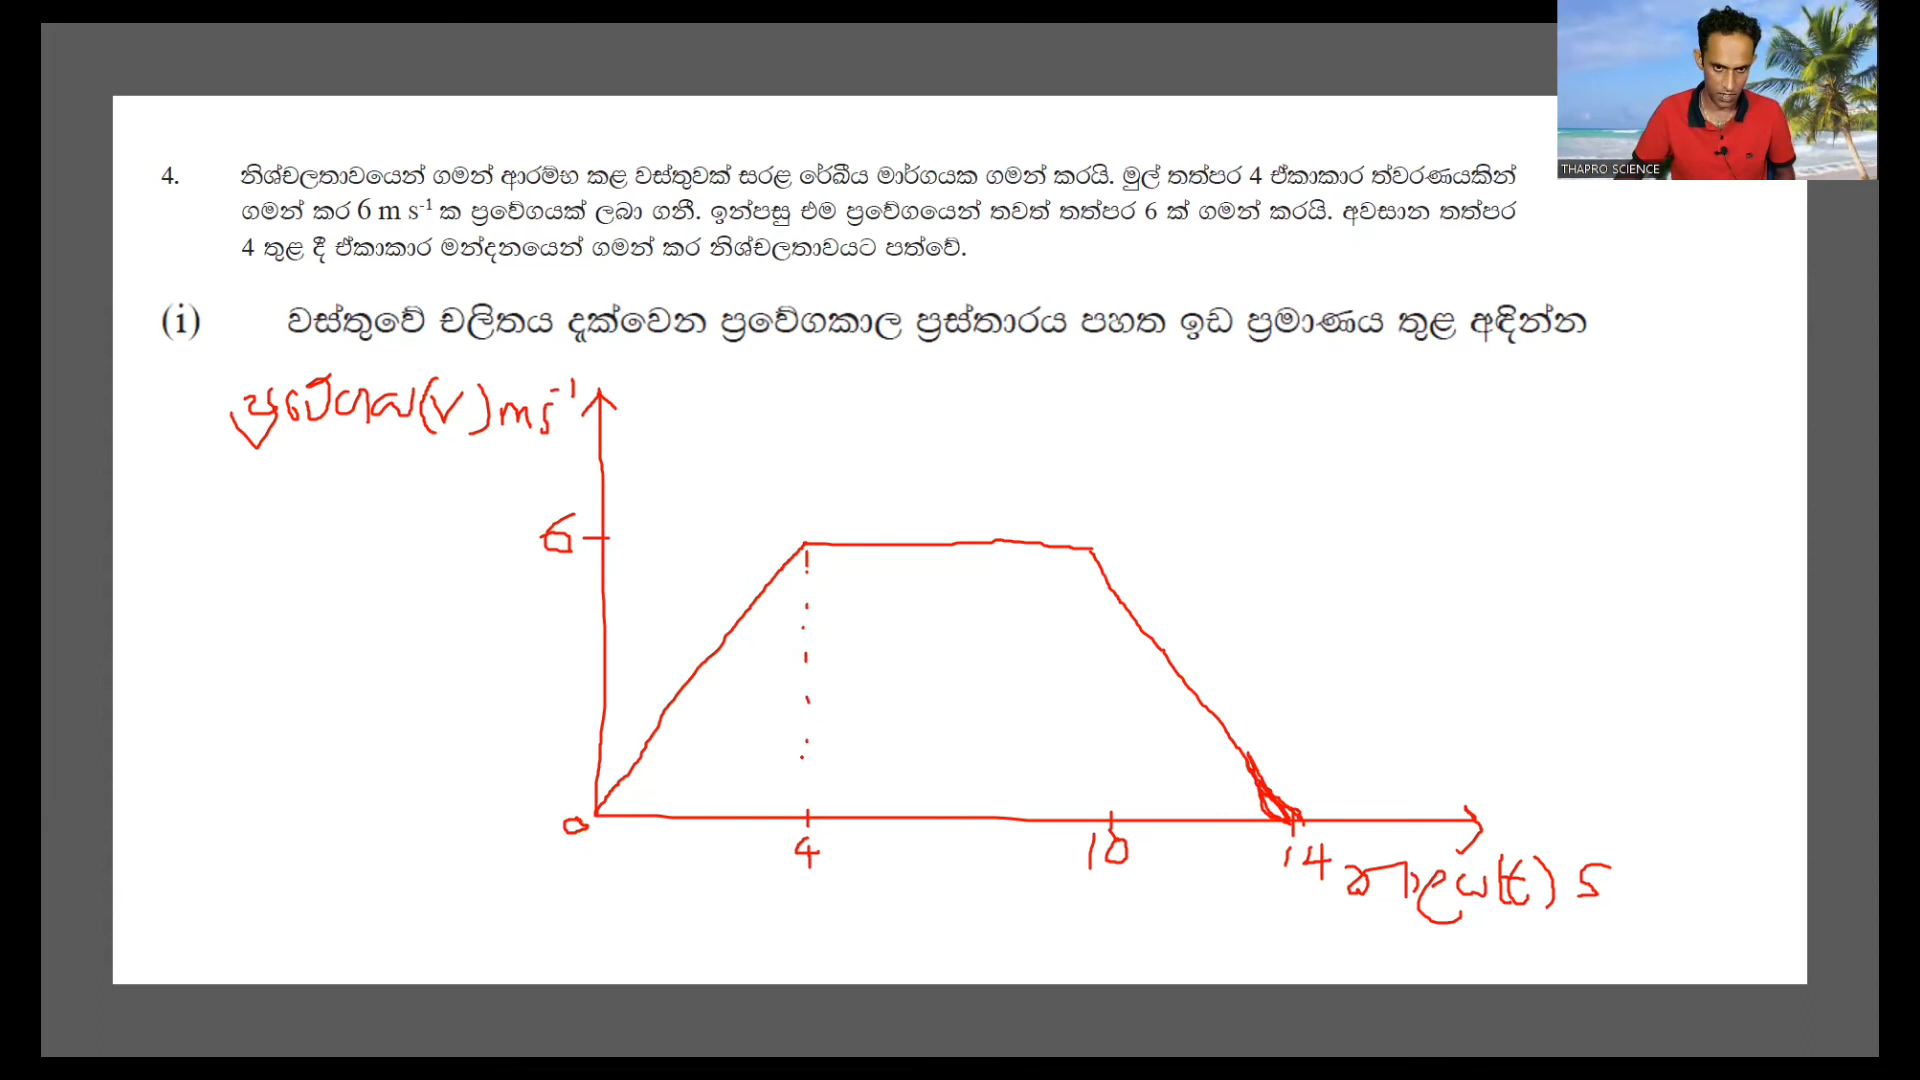 THAPRO SCIENCE
4. නිශ්චලතාවයෙන් ගමන් ආරම්භ කළ වස්තුවක් සරළ රේඛීය මාර්ගයක ගමන් කරයි. මුල් තත්පර 4 ඒකාකාර ත්වරණයකින්
ගමන් කර 6 m s⁻¹ ක ප්‍රවේගයක් ලබා ගනී. ඉන්පසු එම ප්‍රවේගයෙන් තවත් තත්පර 6 ක් ගමන් කරයි. අවසාන තත්පර
4 තුළ දී ඒකාකාර මන්දනයෙන් ගමන් කර නිශ්චලතාවයට පත්වේ.
(i) වස්තුවේ චලිතය දැක්වෙන ප්‍රවේගකාල ප්‍රස්තාරය පහත ඉඩ ප්‍රමාණය තුළ අඳින්න
ප්‍රවේගය (v) ms⁻¹
6
0
4
10
14
කාලය (t) s